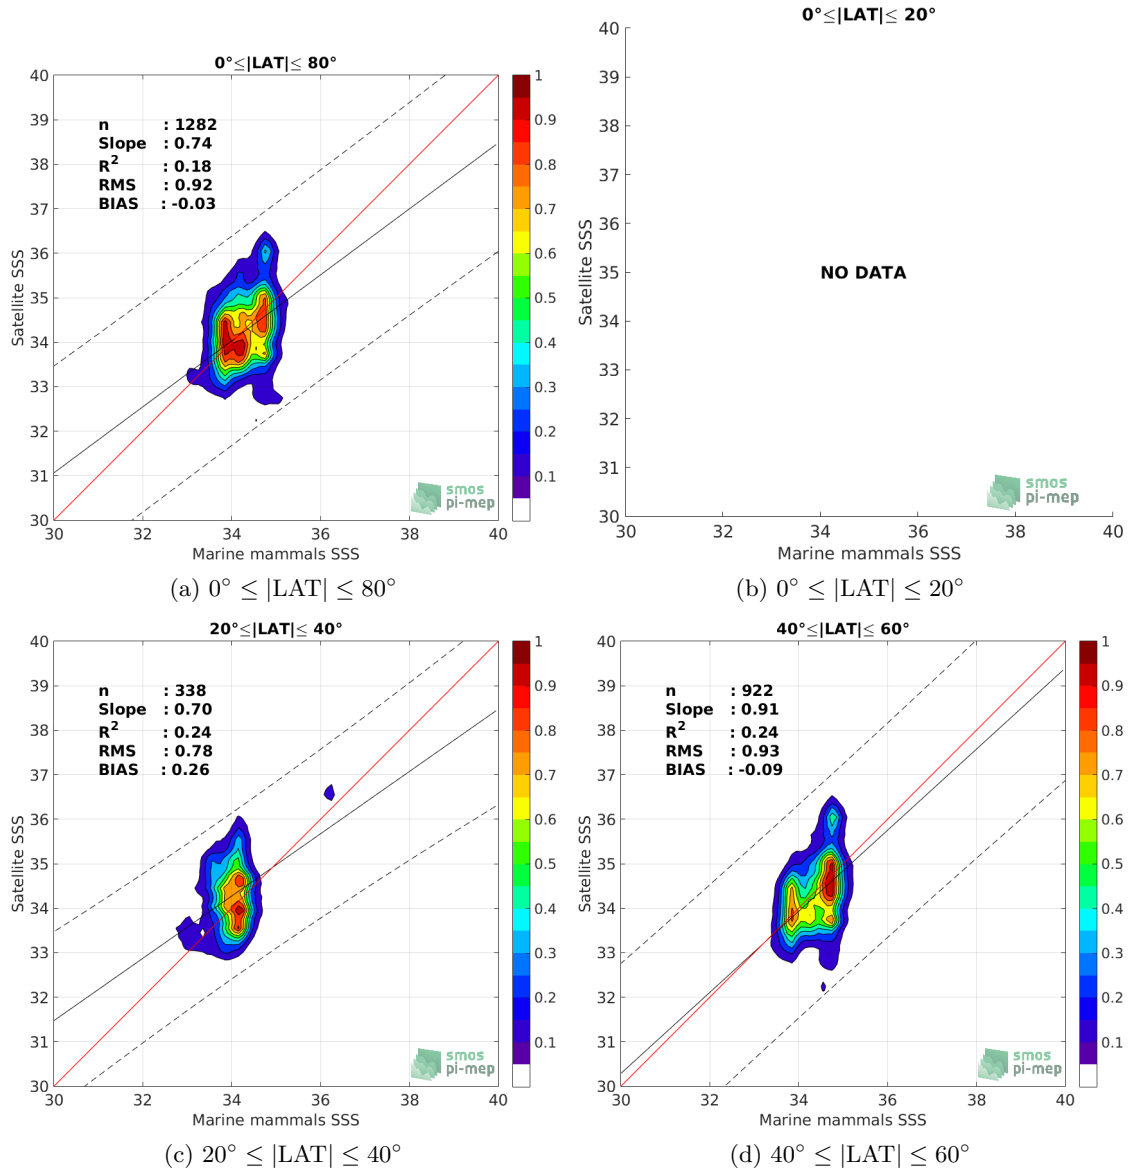 0°≤|LAT|≤ 80°
n : 1282
Slope : 0.74
R² : 0.18
RMS : 0.92
BIAS : -0.03
40
39
38
37
36
35
34
33
32
31
30
Satellite SSS
30 32 34 36 38 40
Marine mammals SSS
1
0.9
0.8
0.7
0.6
0.5
0.4
0.3
0.2
0.1
smos
pi-mep
(a) 0° ≤ |LAT| ≤ 80°
0°≤|LAT|≤ 20°
40
39
38
37
36
35
34
33
32
31
30
Satellite SSS
NO DATA
30 32 34 36 38 40
Marine mammals SSS
smos
pi-mep
(b) 0° ≤ |LAT| ≤ 20°
20°≤|LAT|≤ 40°
n : 338
Slope : 0.70
R² : 0.24
RMS : 0.78
BIAS : 0.26
40
39
38
37
36
35
34
33
32
31
30
Satellite SSS
30 32 34 36 38 40
Marine mammals SSS
1
0.9
0.8
0.7
0.6
0.5
0.4
0.3
0.2
0.1
smos
pi-mep
(c) 20° ≤ |LAT| ≤ 40°
40°≤|LAT|≤ 60°
n : 922
Slope : 0.91
R² : 0.24
RMS : 0.93
BIAS : -0.09
40
39
38
37
36
35
34
33
32
31
30
Satellite SSS
30 32 34 36 38 40
Marine mammals SSS
1
0.9
0.8
0.7
0.6
0.5
0.4
0.3
0.2
0.1
smos
pi-mep
(d) 40° ≤ |LAT| ≤ 60°